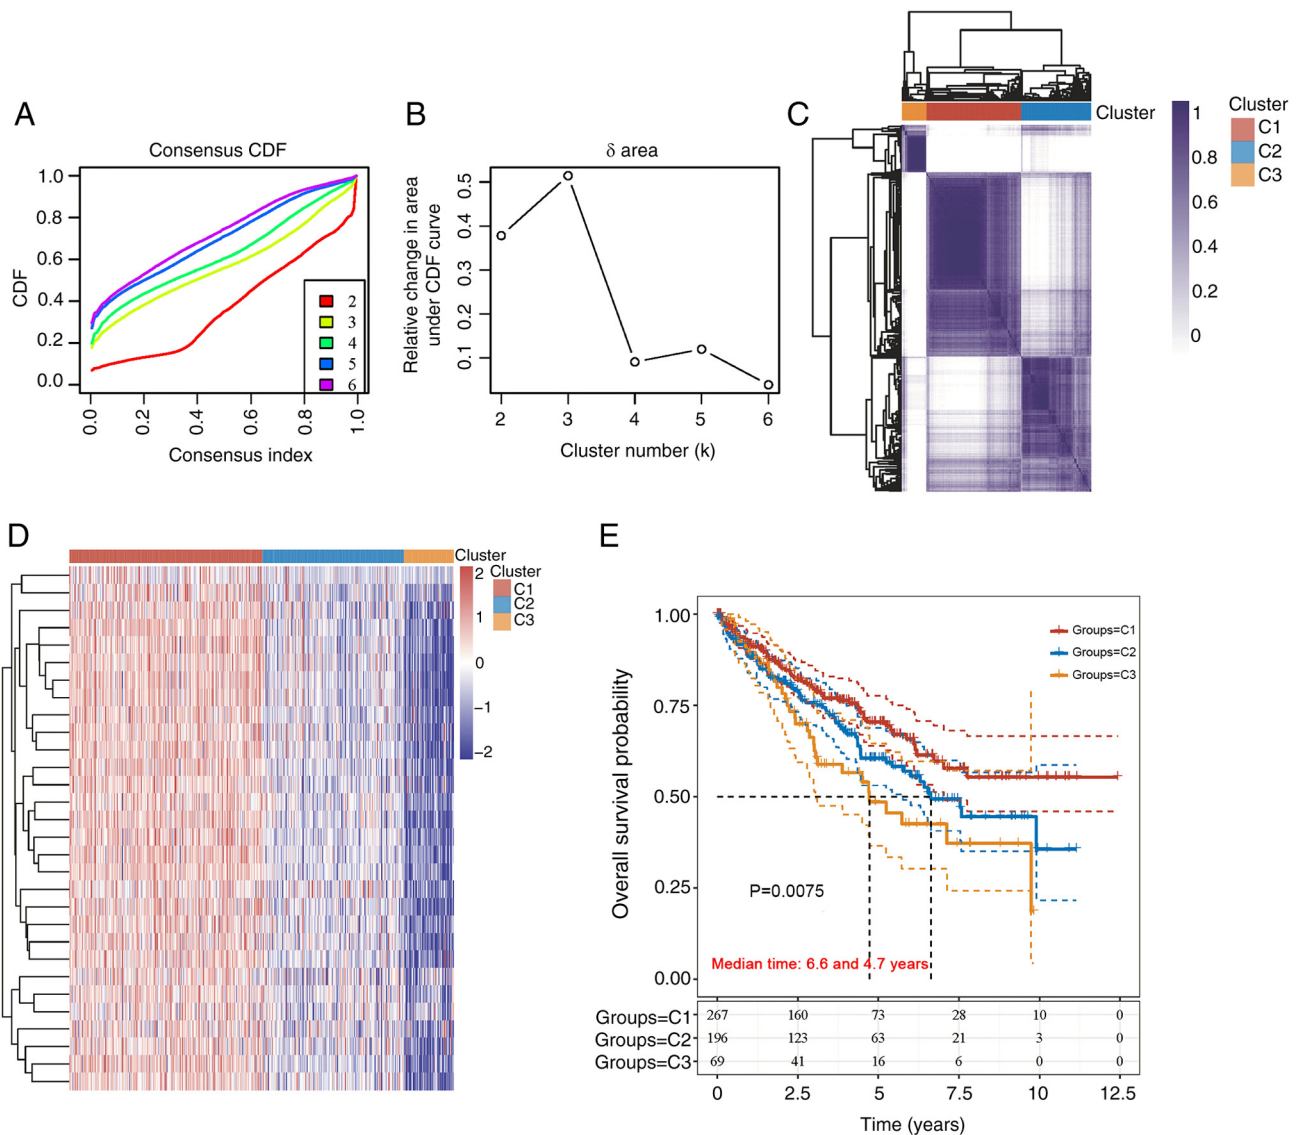 A
Consensus CDF
CDF
1.0
0.8
0.6
0.4
0.2
0.0
2
3
4
5
6
0.0
0.2
0.4
0.6
0.8
1.0
Consensus index
B
δ area
Relative change in area
under CDF curve
0.5
0.4
0.3
0.2
0.1
2
3
4
5
6
Cluster number (k)
C
Cluster
1
0.8
0.6
0.4
0.2
0
Cluster
C1
C2
C3
D
Cluster
2
1
0
−1
−2
Cluster
C1
C2
C3
E
Overall survival probability
1.00
0.75
0.50
0.25
0.00
Groups=C1
Groups=C2
Groups=C3
P=0.0075
Median time: 6.6 and 4.7 years
Groups=C1 267 160 73 28 10 0
Groups=C2 196 123 63 21 3 0
Groups=C3 69 41 16 6 0 0
0 2.5 5 7.5 10 12.5
Time (years)